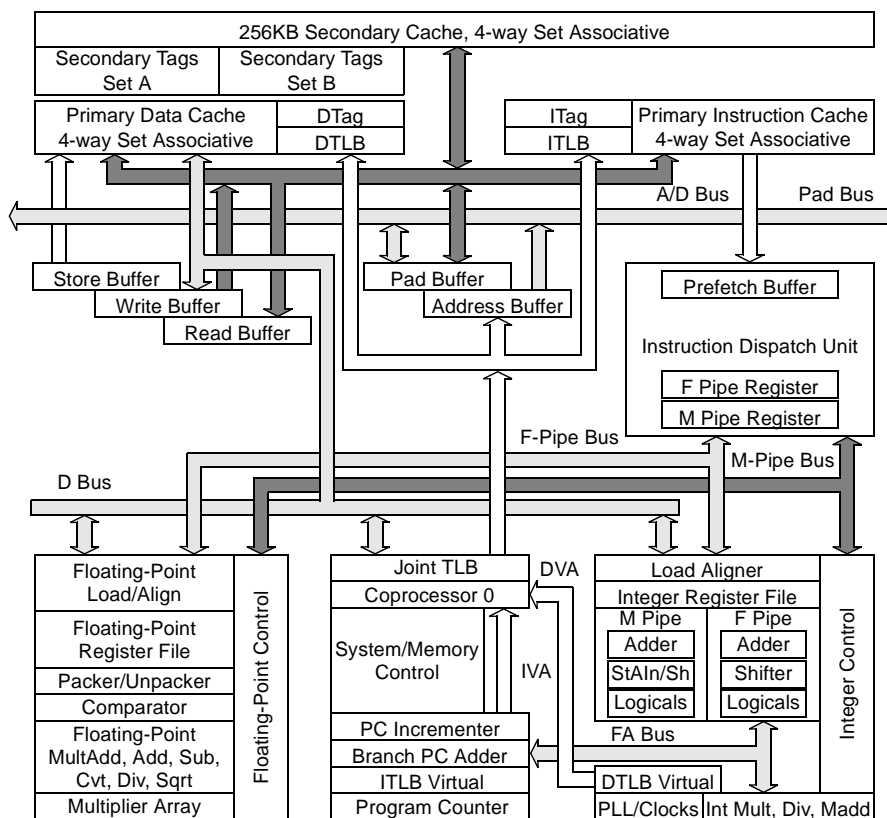 256KB Secondary Cache, 4-way Set Associative
Secondary Tags
Set A
Secondary Tags
Set B
Primary Data Cache
4-way Set Associative
DTag
DTLB
ITag
ITLB
Primary Instruction Cache
4-way Set Associative
A/D Bus
Pad Bus
Store Buffer
Write Buffer
Read Buffer
Pad Buffer
Address Buffer
Prefetch Buffer
Instruction Dispatch Unit
F Pipe Register
M Pipe Register
F-Pipe Bus
M-Pipe Bus
D Bus
Floating-Point
Load/Align
Floating-Point
Register File
Packer/Unpacker
Comparator
Floating-Point
MultAdd, Add, Sub,
Cvt, Div, Sqrt
Multiplier Array
Floating-Point Control
Joint TLB
Coprocessor 0
System/Memory
Control
PC Incrementer
Branch PC Adder
ITLB Virtual
Program Counter
DVA
IVA
FA Bus
Load Aligner
Integer Register File
M Pipe
Adder
StAIn/Sh
Logicals
F Pipe
Adder
Shifter
Logicals
Integer Control
DTLB Virtual
PLL/Clocks
Int Mult, Div, Madd